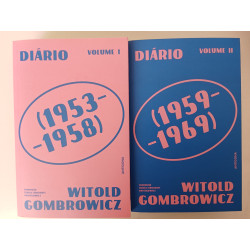 DIÁRIO
VOLUME I
(1953-
-1958)
WITOLD
GOMBROWICZ
DIÁRIO
VOLUME II
(1959-
-1969)
WITOLD
GOMBROWICZ